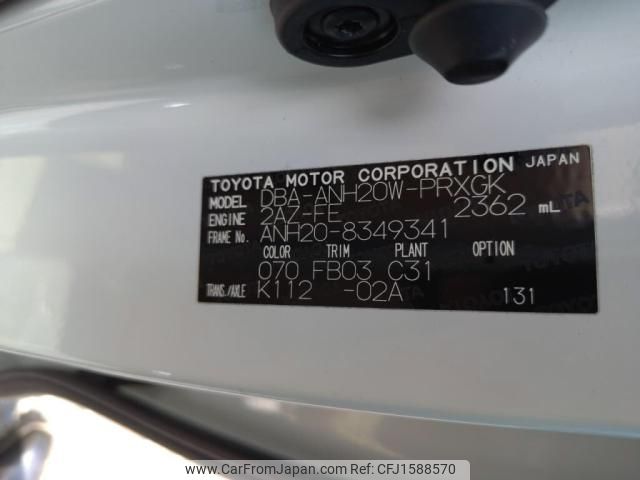 TOYOTA MOTOR CORPORATION JAPAN
MODEL DBA-ANH20W-PRXGK
ENGINE 2AZ-FE 2362 mL
FRAME No. ANH20-8349341
COLOR TRIM PLANT OPTION
070 FB03 C31
TRANS./AXLE K112 -02A 131
www.CarFromJapan.com - Ref No: CFJ1588570